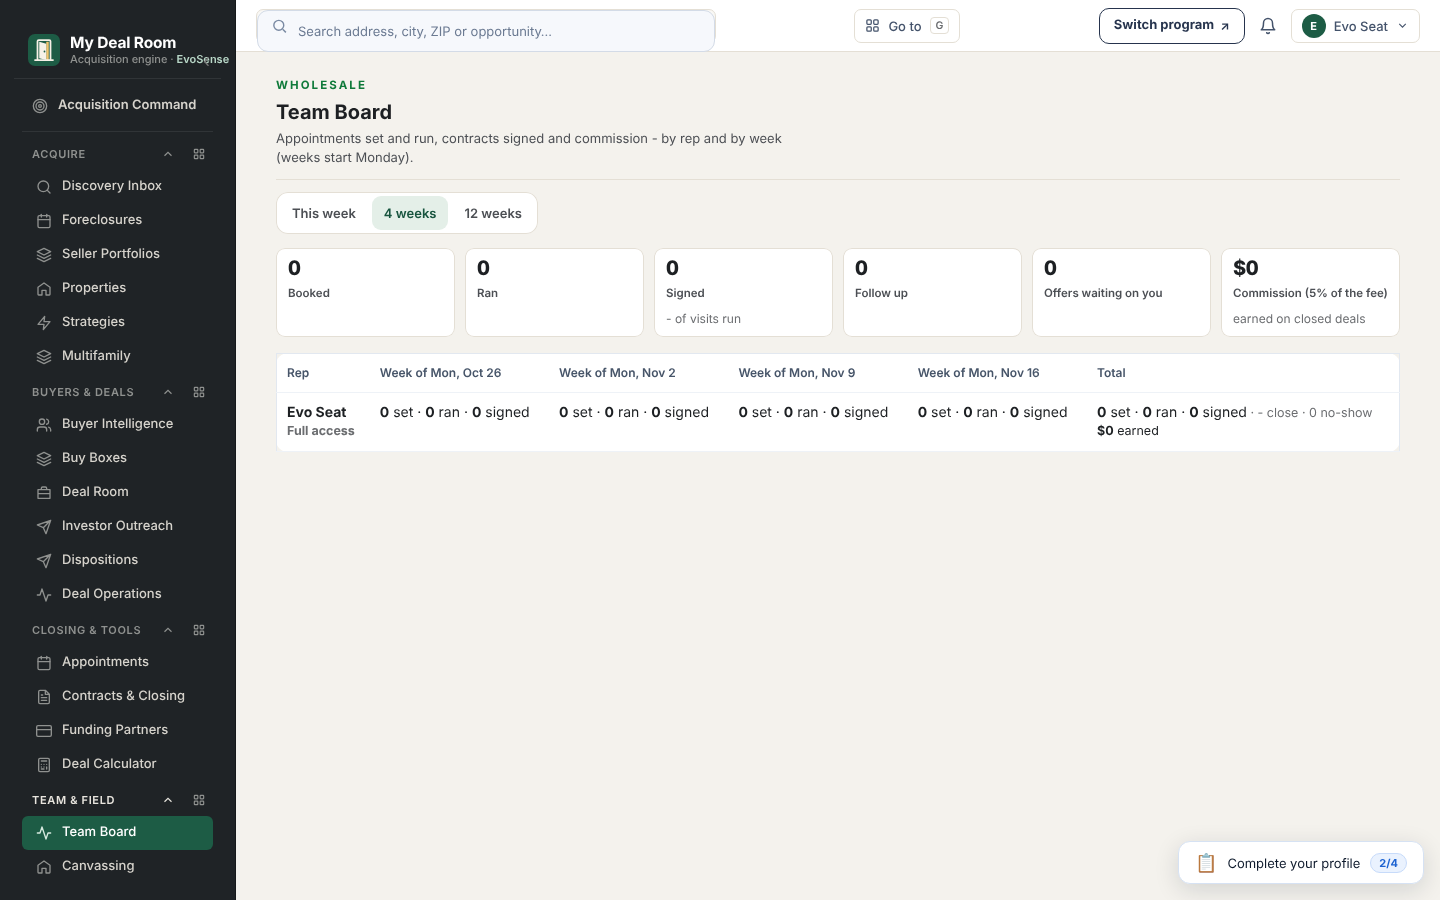 My Deal Room
Acquisition engine · EvoSense
Acquisition Command
ACQUIRE
Discovery Inbox
Foreclosures
Seller Portfolios
Properties
Strategies
Multifamily
BUYERS & DEALS
Buyer Intelligence
Buy Boxes
Deal Room
Investor Outreach
Dispositions
Deal Operations
CLOSING & TOOLS
Appointments
Contracts & Closing
Funding Partners
Deal Calculator
TEAM & FIELD
Team Board
Canvassing
Search address, city, ZIP or opportunity...
Go to G
Switch program
E Evo Seat
WHOLESALE
Team Board
Appointments set and run, contracts signed and commission - by rep and by week
(weeks start Monday).
This week 4 weeks 12 weeks
0
Booked
0
Ran
0
Signed
- of visits run
0
Follow up
0
Offers waiting on you
$0
Commission (5% of the fee)
earned on closed deals
Rep Week of Mon, Oct 26 Week of Mon, Nov 2 Week of Mon, Nov 9 Week of Mon, Nov 16 Total
Evo Seat 0 set · 0 ran · 0 signed 0 set · 0 ran · 0 signed 0 set · 0 ran · 0 signed 0 set · 0 ran · 0 signed 0 set · 0 ran · 0 signed · - close · 0 no-show
Full access $0 earned
Complete your profile 2/4